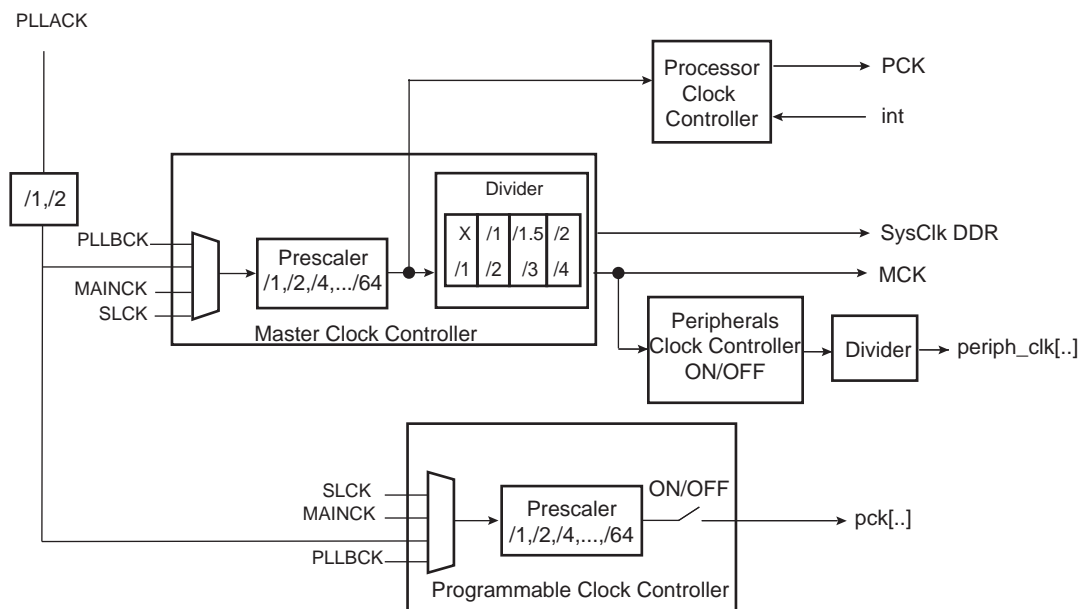 PLLACK
/1,/2
PLLBCK
MAINCK
SLCK
Prescaler
/1,/2,/4,.../64
Master Clock Controller
Divider
X /1 /1.5 /2
/1 /2 /3 /4
Processor
Clock
Controller
PCK
int
SysClk DDR
MCK
Peripherals
Clock Controller
ON/OFF
Divider
periph_clk[..]
SLCK
MAINCK
PLLBCK
Prescaler
/1,/2,/4,...,/64
ON/OFF
pck[..]
Programmable Clock Controller